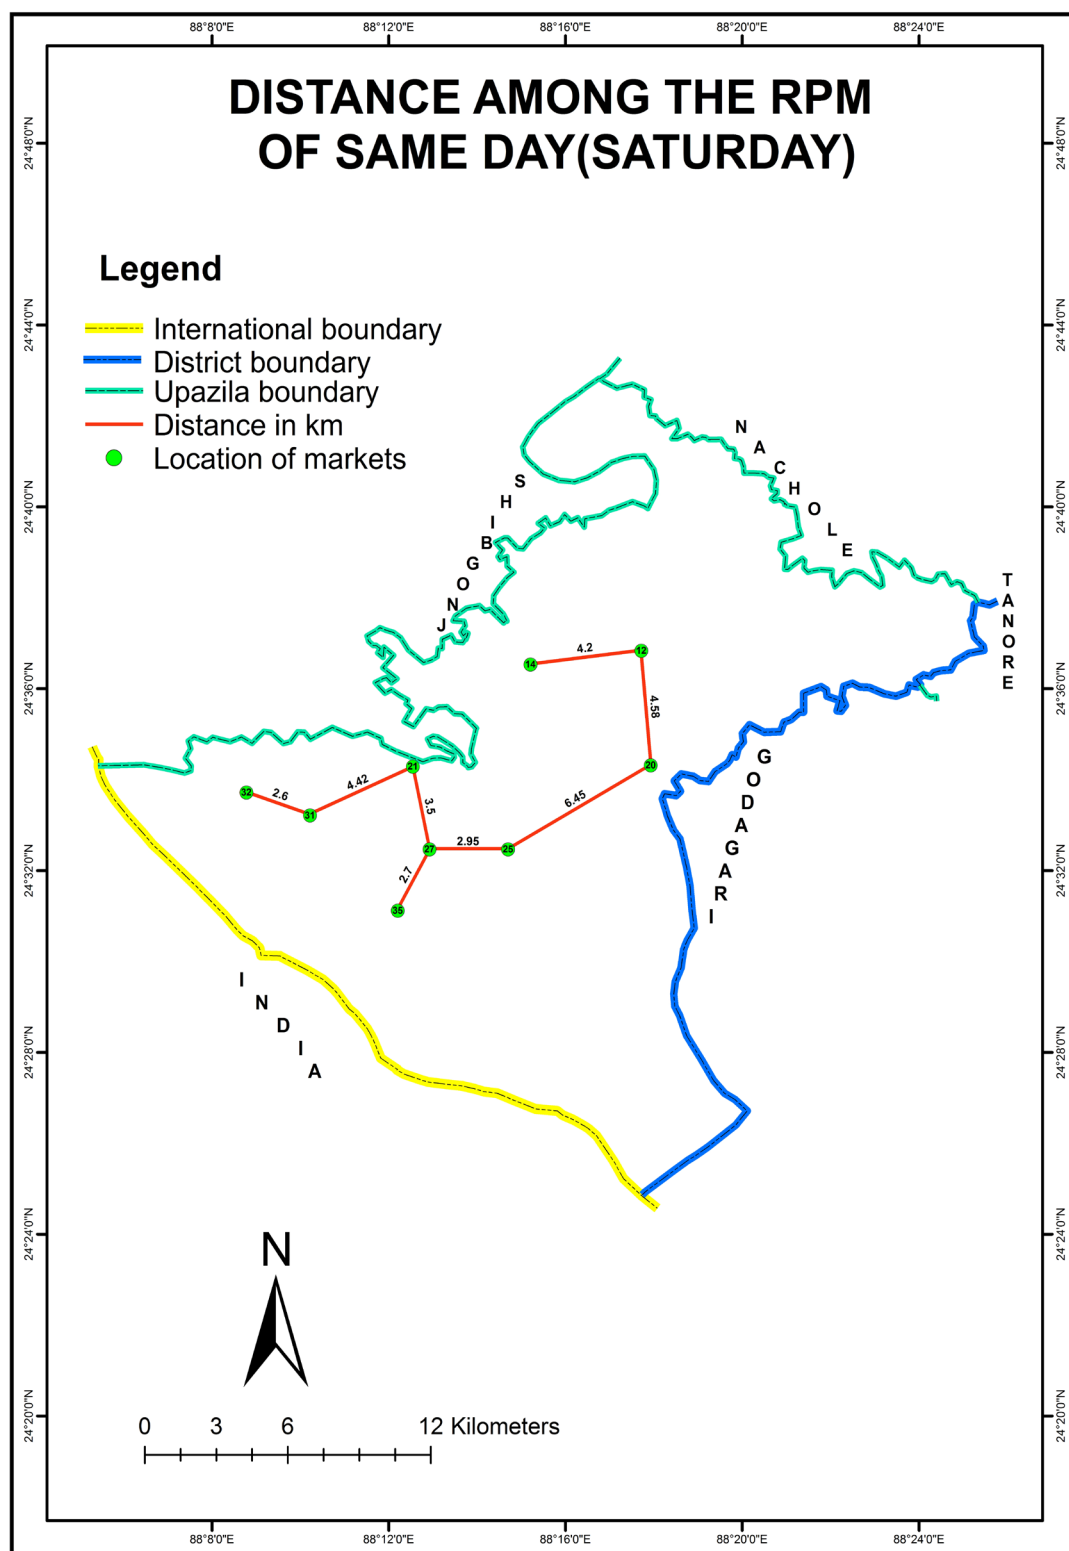 88°8'0"E 88°12'0"E 88°16'0"E 88°20'0"E 88°24'0"E
DISTANCE AMONG THE RPM
OF SAME DAY(SATURDAY)
24°48'0"N 24°48'0"N
Legend
International boundary
District boundary
Upazila boundary
Distance in km
Location of markets
24°44'0"N 24°44'0"N
NACHOLE
SHIBGONJ
24°40'0"N 24°40'0"N
TANORE
14 4.2 12
24°36'0"N 24°36'0"N
4.58
20
GODAGARI
21
32 2.6 31 4.42
3.5
6.45
27 2.95 25
24°32'0"N 24°32'0"N
2.7
35
INDIA
24°28'0"N 24°28'0"N
24°24'0"N 24°24'0"N
N
24°20'0"N 24°20'0"N
0 3 6 12 Kilometers
88°8'0"E 88°12'0"E 88°16'0"E 88°20'0"E 88°24'0"E